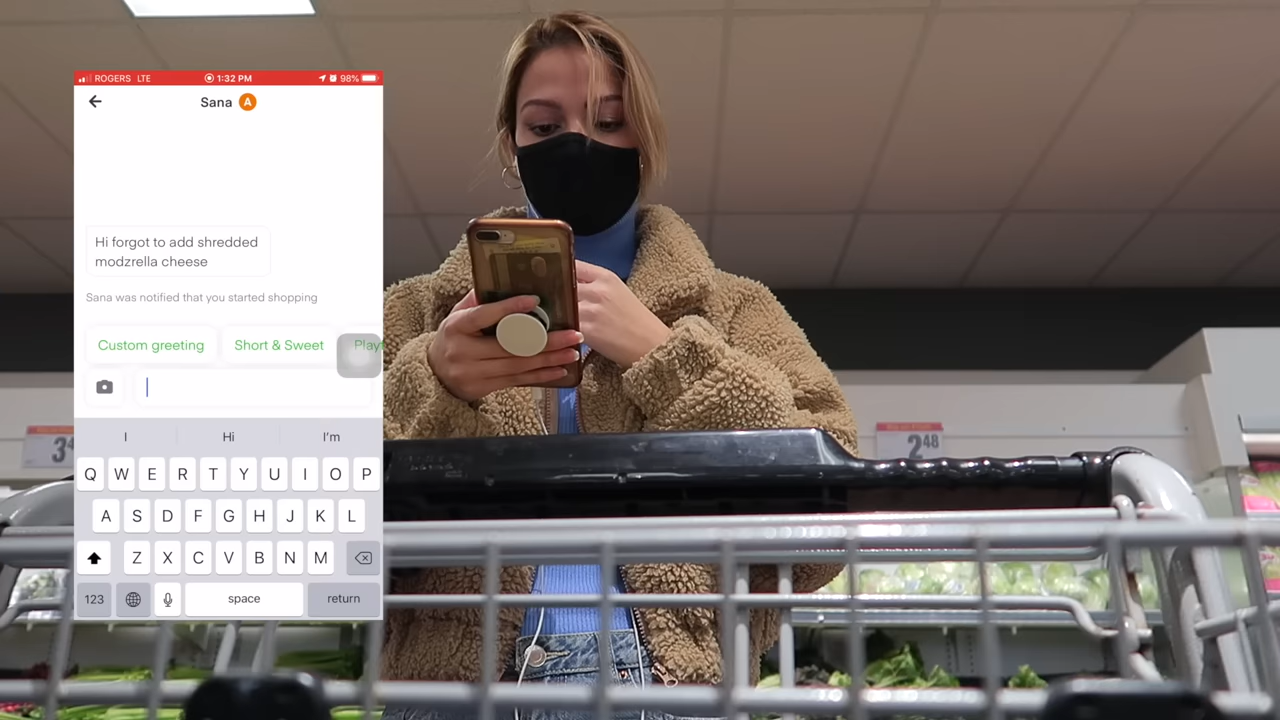 ROGERS LTE 1:32 PM 98%
Sana A
Hi forgot to add shredded
modzrella cheese
Sana was notified that you started shopping
Custom greeting Short & Sweet
I Hi I'm
Q W E R T Y U I O P
A S D F G H J K L
Z X C V B N M
123 space return
3
2.48